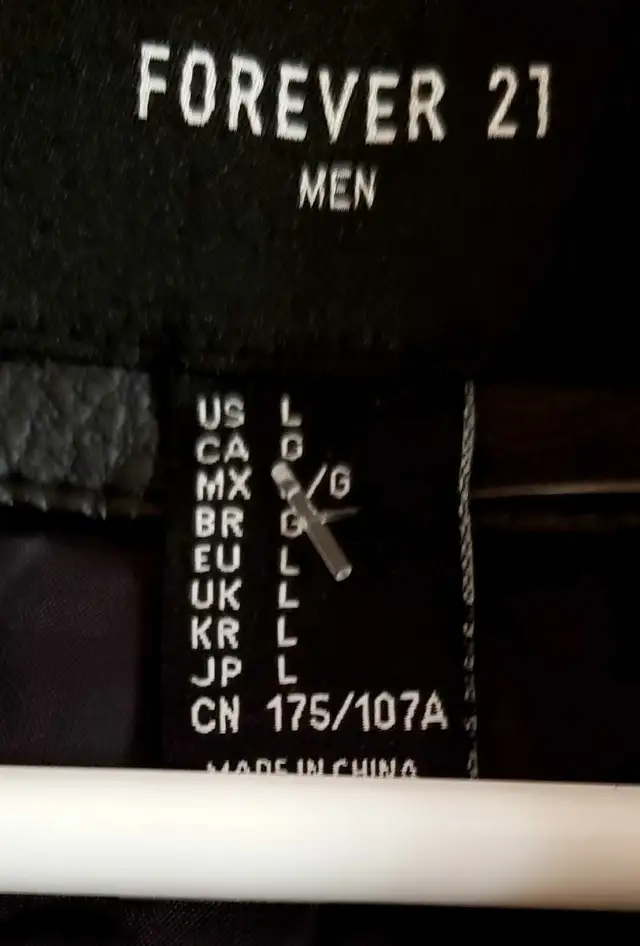 FOREVER 21
MEN
US L
CA G
MX /G
BR G
EU L
UK L
KR L
JP L
CN 175/107A
MADE IN CHINA